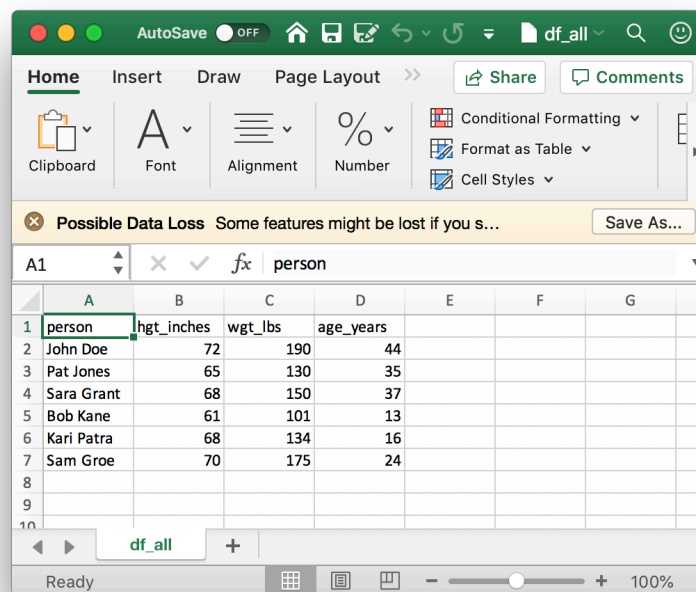 AutoSave OFF df_all
Home Insert Draw Page Layout >> Share Comments
Clipboard Font Alignment Number
Conditional Formatting
Format as Table
Cell Styles
Possible Data Loss Some features might be lost if you s... Save As...
A1 fx person
A B C D E F G
1 person hgt_inches wgt_lbs age_years
2 John Doe 72 190 44
3 Pat Jones 65 130 35
4 Sara Grant 68 150 37
5 Bob Kane 61 101 13
6 Kari Patra 68 134 16
7 Sam Groe 70 175 24
8
9
10
df_all +
Ready - + 100%